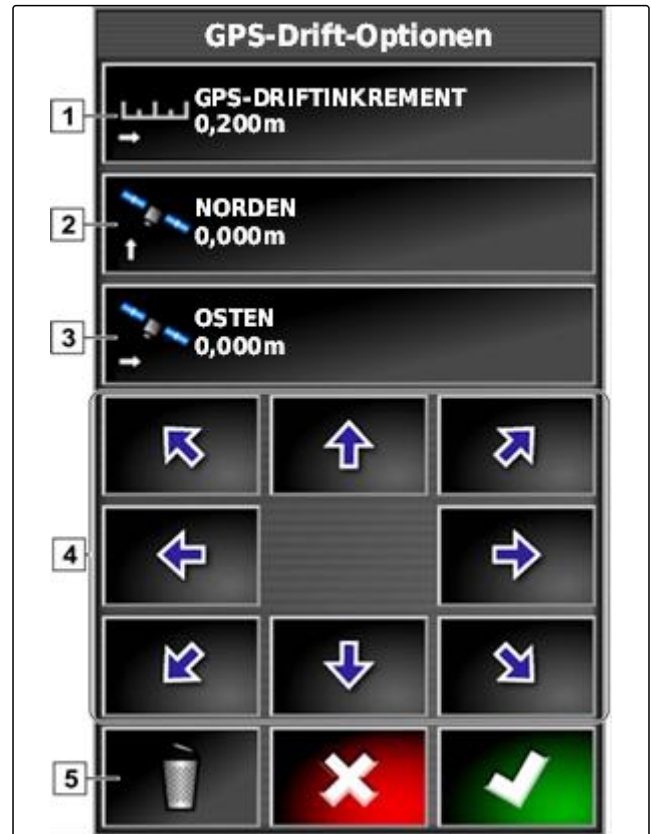 GPS-Drift-Optionen
1
GPS-DRIFTINKREMENT
0,200m
2
NORDEN
0,000m
3
OSTEN
0,000m
4
5